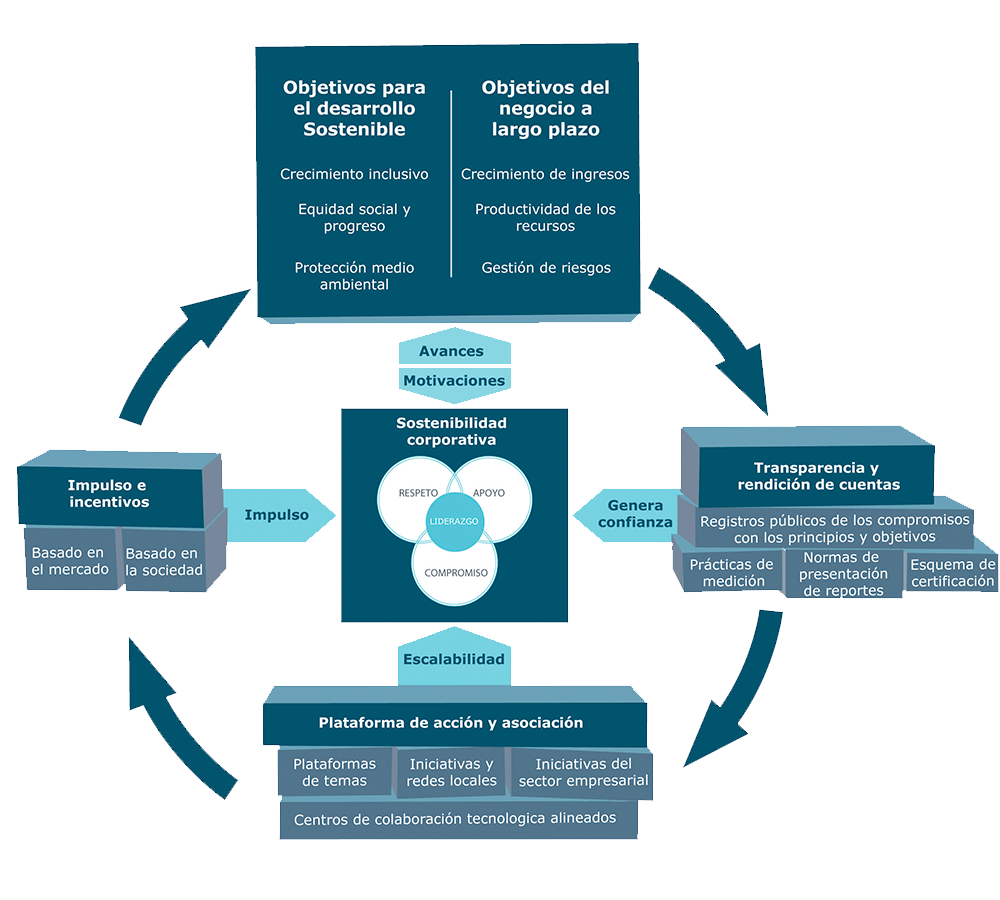 Objetivos para
el desarrollo
Sostenible
Crecimiento inclusivo
Equidad social y
progreso
Protección medio
ambiental
Objetivos del
negocio a
largo plazo
Crecimiento de ingresos
Productividad de los
recursos
Gestión de riesgos
Avances
Motivaciones
Sostenibilidad
corporativa
RESPETO
APOYO
LIDERAZGO
COMPROMISO
Impulso e
incentivos
Basado en
el mercado
Basado en
la sociedad
Impulso
Genera
confianza
Transparencia y
rendición de cuentas
Registros públicos de los compromisos
con los principios y objetivos
Prácticas de
medición
Normas de
presentación
de reportes
Esquema de
certificación
Escalabilidad
Plataforma de acción y asociación
Plataformas
de temas
Iniciativas y
redes locales
Iniciativas del
sector empresarial
Centros de colaboración tecnologica alineados